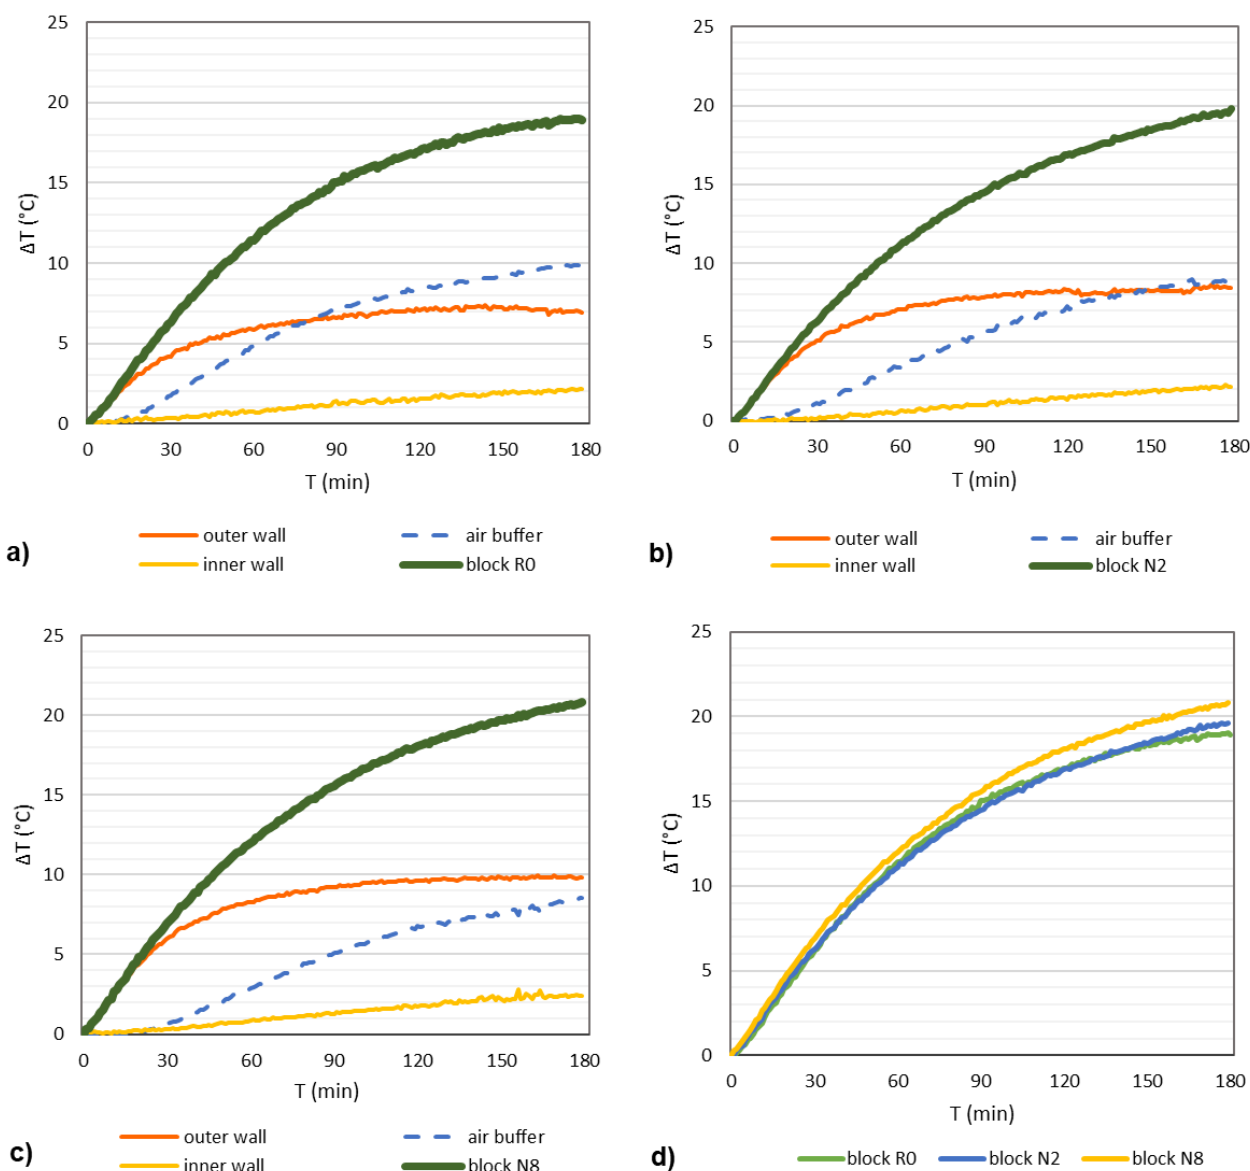 25
20
15
10
5
0
ΔT (°C)
0 30 60 90 120 150 180
T (min)
outer wall air buffer
inner wall block R0
a)
25
20
15
10
5
0
ΔT (°C)
0 30 60 90 120 150 180
T (min)
outer wall air buffer
inner wall block N2
b)
25
20
15
10
5
0
ΔT (°C)
0 30 60 90 120 150 180
T (min)
outer wall air buffer
inner wall block N8
c)
25
20
15
10
5
0
ΔT (°C)
0 30 60 90 120 150 180
T (min)
block R0 block N2 block N8
d)